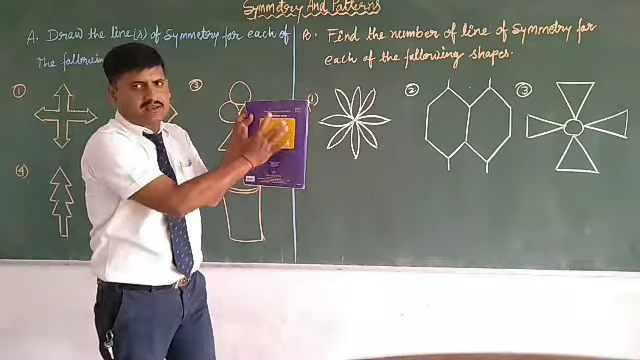 Symmetry And Patterns
A. Draw the line(s) of Symmetry for each of
The following
B. Find the number of line of Symmetry for
each of the following shapes.
①
③
(1)
②
③
④